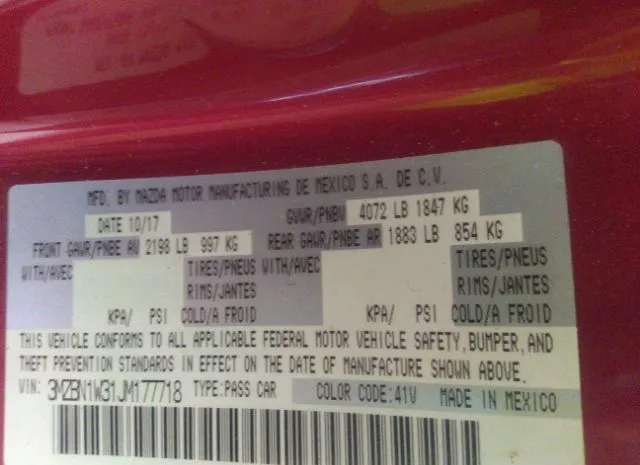 MFD. BY MAZDA MOTOR MANUFACTURING DE MEXICO S.A. DE C.V.
DATE 10/17 GVWR/PNBV 4072 LB 1847 KG
FRONT GAWR/PNBE AV 2198 LB 997 KG REAR GAWR/PNBE AR 1883 LB 854 KG
WITH/AVEC TIRES/PNEUS WITH/AVEC TIRES/PNEUS
RIMS/JANTES RIMS/JANTES
KPA/ PSI COLD/A FROID KPA/ PSI COLD/A FROID
THIS VEHICLE CONFORMS TO ALL APPLICABLE FEDERAL MOTOR VEHICLE SAFETY, BUMPER, AND
THEFT PREVENTION STANDARDS IN EFFECT ON THE DATE OF MANUFACTURE SHOWN ABOVE.
VIN: 3MZBN1W31JM177718 TYPE:PASS CAR COLOR CODE:41V MADE IN MEXICO